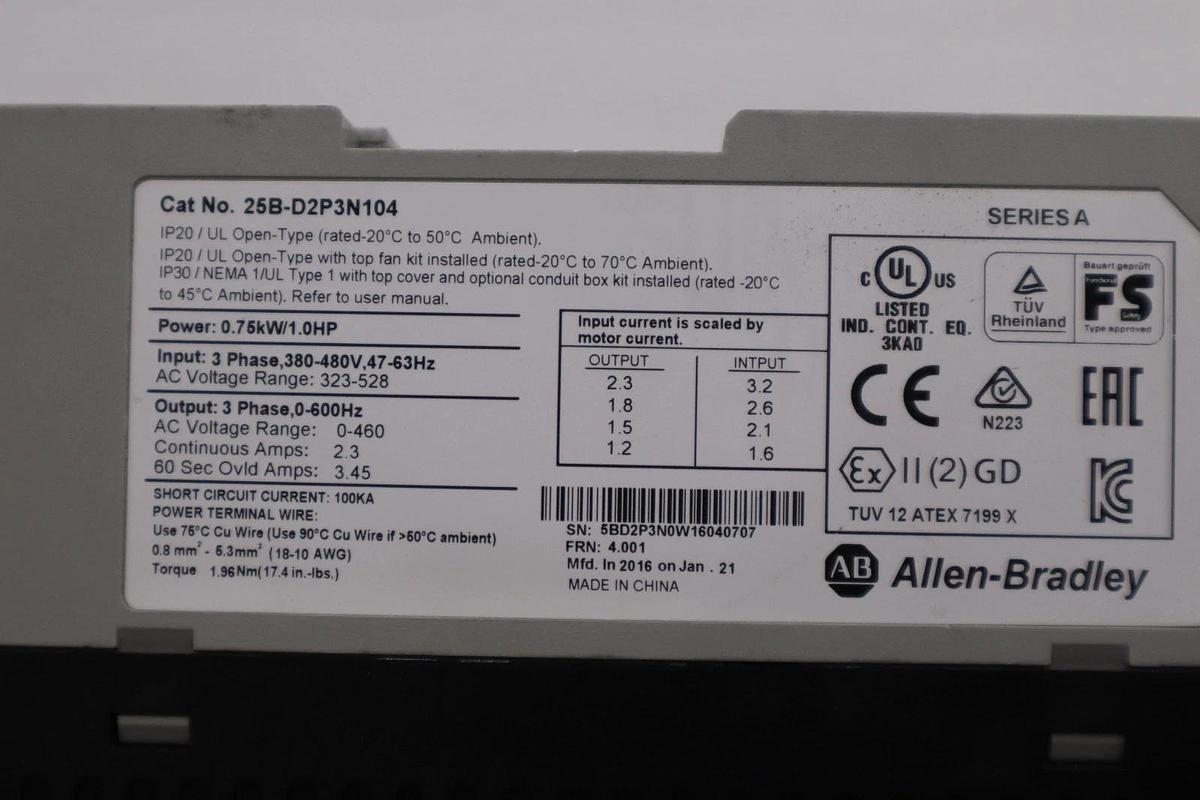 Cat No. 25B-D2P3N104
IP20 / UL Open-Type (rated-20°C to 50°C Ambient).
IP20 / UL Open-Type with top fan kit installed (rated-20°C to 70°C Ambient).
IP30 / NEMA 1/UL Type 1 with top cover and optional conduit box kit installed (rated -20°C
to 45°C Ambient). Refer to user manual.
Power: 0.75kW/1.0HP
Input: 3 Phase,380-480V,47-63Hz
AC Voltage Range: 323-528
Output: 3 Phase,0-600Hz
AC Voltage Range: 0-460
Continuous Amps: 2.3
60 Sec Ovld Amps: 3.45
SHORT CIRCUIT CURRENT: 100KA
POWER TERMINAL WIRE:
Use 75°C Cu Wire (Use 90°C Cu Wire if >50°C ambient)
0.8 mm² - 5.3mm² (18-10 AWG)
Torque 1.96Nm(17.4 in.-lbs.)
Input current is scaled by
motor current.
OUTPUT INTPUT
2.3 3.2
1.8 2.6
1.5 2.1
1.2 1.6
SN: 5BD2P3N0W16040707
FRN: 4.001
Mfd. In 2016 on Jan . 21
MADE IN CHINA
SERIES A
C UL US
LISTED
IND. CONT. EQ.
3KA0
TÜV
Rheinland
Bauart geprüft
Functional
FS
Safety
Type approved
CE
N223
EAC
Ex II (2) GD
KC
TUV 12 ATEX 7199 X
AB Allen-Bradley